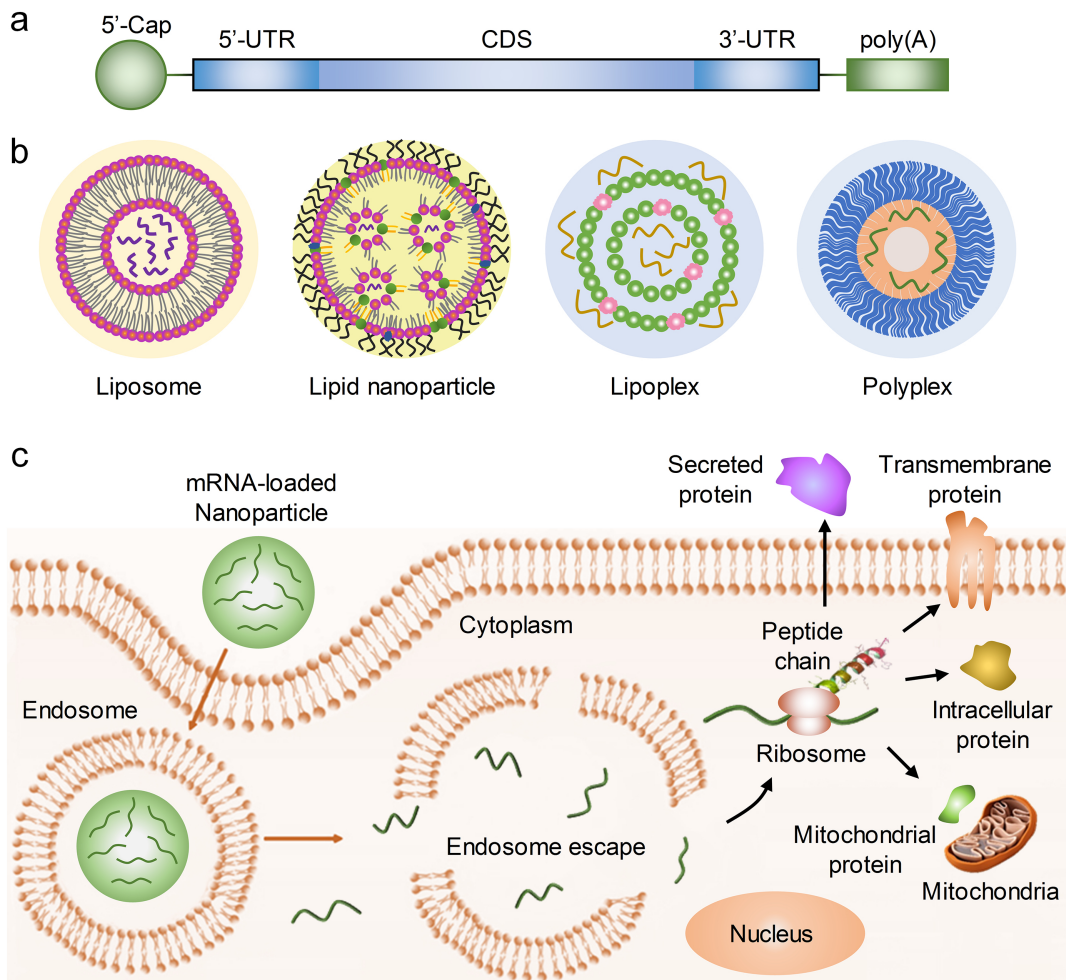 a
5’-Cap
5’-UTR
CDS
3’-UTR
poly(A)
b
Liposome
Lipid nanoparticle
Lipoplex
Polyplex
c
mRNA-loaded
Nanoparticle
Secreted
protein
Transmembrane
protein
Cytoplasm
Peptide
chain
Endosome
Intracellular
protein
Ribosome
Endosome escape
Mitochondrial
protein
Mitochondria
Nucleus